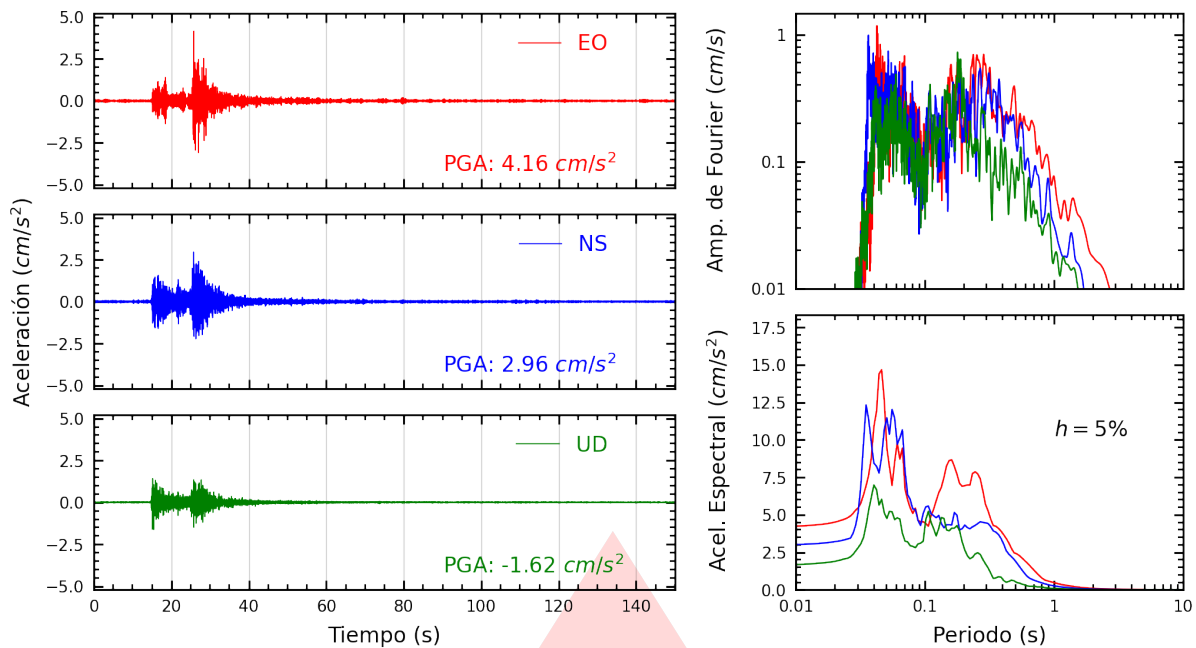 Aceleración (cm/s²)
5.0
2.5
0.0
−2.5
−5.0
EO
PGA: 4.16 cm/s²
5.0
2.5
0.0
−2.5
−5.0
NS
PGA: 2.96 cm/s²
5.0
2.5
0.0
−2.5
−5.0
UD
PGA: -1.62 cm/s²
0 20 40 60 80 100 120 140
Tiempo (s)
Amp. de Fourier (cm/s)
1
0.1
0.01
Acel. Espectral (cm/s²)
17.5
15.0
12.5
10.0
7.5
5.0
2.5
0.0
h = 5%
0.01 0.1 1 10
Periodo (s)